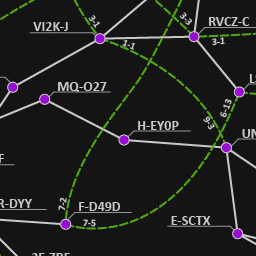 3-1
3-3
VI2K-J
RVCZ-C
1-1
3-1
MQ-O27
6-13
H-EY0P
9-3
UN
7-2
R-DYY
F-D49D
7-5
E-SCTX